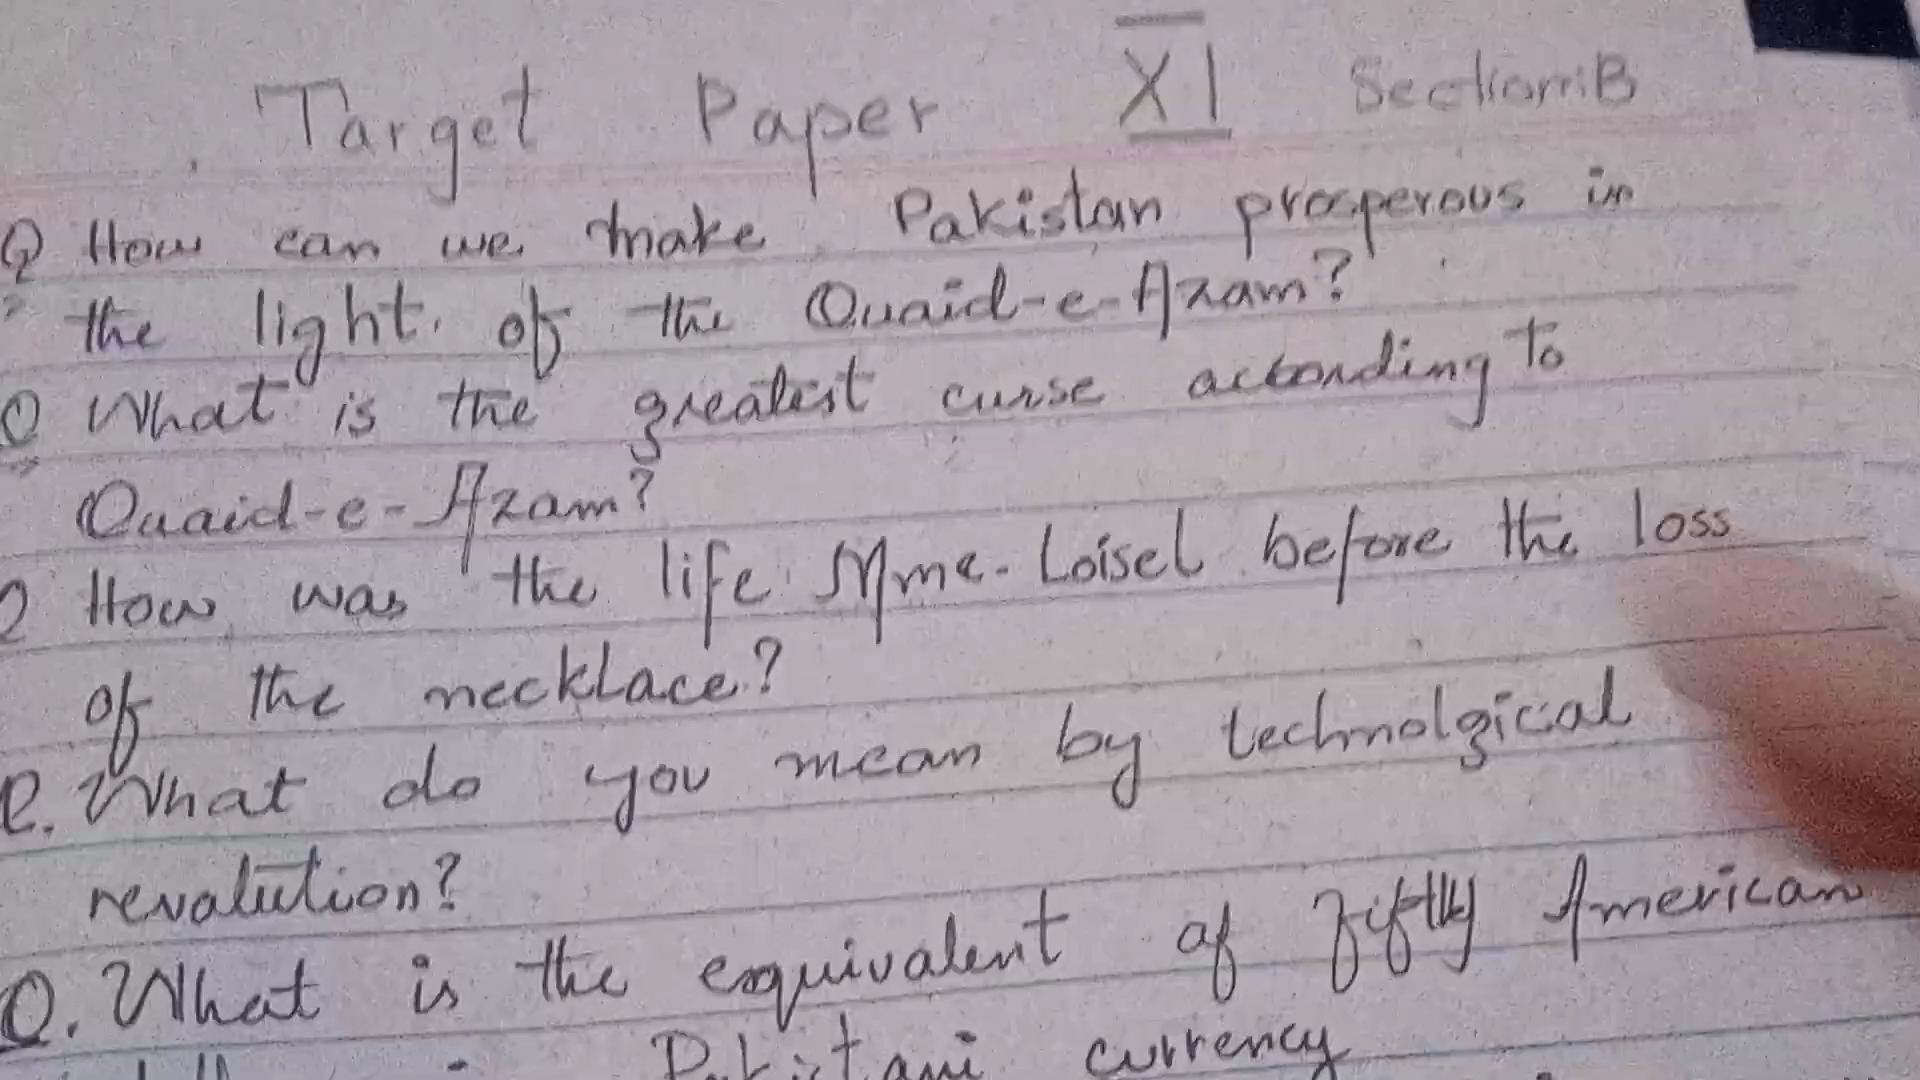 Target Paper XI Section:B
Q How can we make Pakistan prosperous in
the light. of the Quaid-e-Azam?
Q What is the greatest curse according to
Quaid-e-Azam?
Q How was the life Mme. Loisel before the loss
of the necklace?
Q. What do you mean by technolgical
revalution?
Q. What is the equivalent of fifty American
Pakistani currency